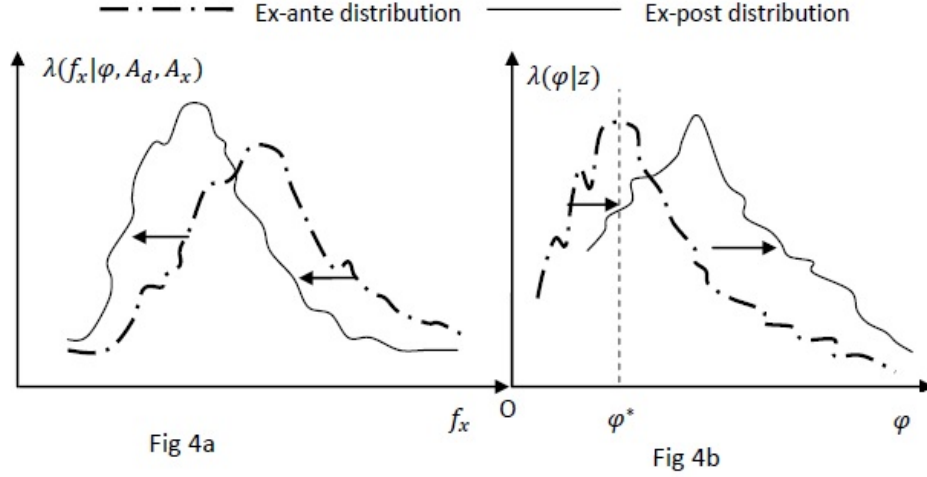 Ex-ante distribution Ex-post distribution
λ(f_x|φ, A_d, A_x)
λ(φ|z)
f_x
O
φ*
φ
Fig 4a
Fig 4b